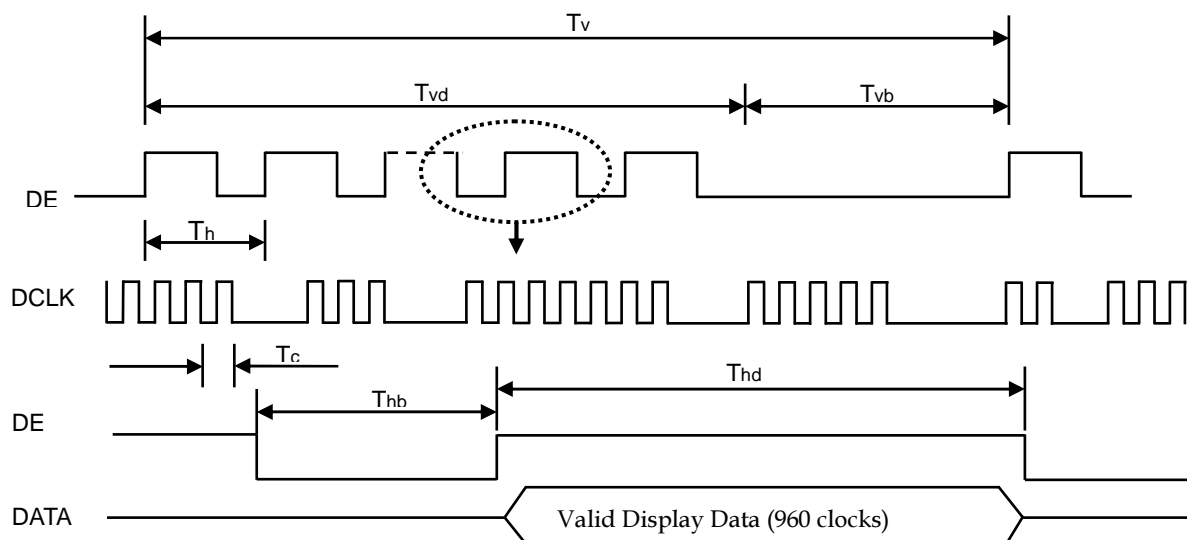 Tv
Tvd
Tvb
DE
Th
DCLK
Tc
Thd
Thb
DE
DATA
Valid Display Data (960 clocks)